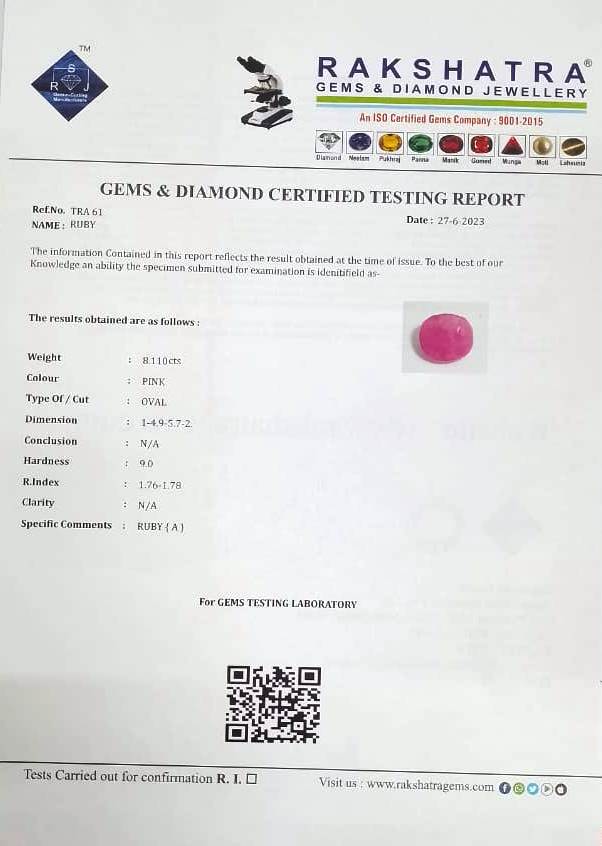 TM
S
R J
RAKSHATRA®
GEMS & DIAMOND JEWELLERY
An ISO Certified Gems Company : 9001-2015
Diamond Neelam Pukhraj Panna Manik Gomed Munga Moti Lahsunia
GEMS & DIAMOND CERTIFIED TESTING REPORT
Ref.No. TRA 61
Date : 27-6-2023
NAME : RUBY
The information Contained in this report reflects the result obtained at the time of issue. To the best of our
Knowledge an ability the specimen submitted for examination is idenitifield as-
The results obtained are as follows :
Weight : 8.110cts
Colour : PINK
Type Of / Cut : OVAL
Dimension : 1-4.9-5.7-2.
Conclusion : N/A
Hardness : 9.0
R.Index : 1.76-1.78
Clarity : N/A
Specific Comments : RUBY ( A )
For GEMS TESTING LABORATORY
Tests Carried out for confirmation R. I. ☐
Visit us : www.rakshatragems.com